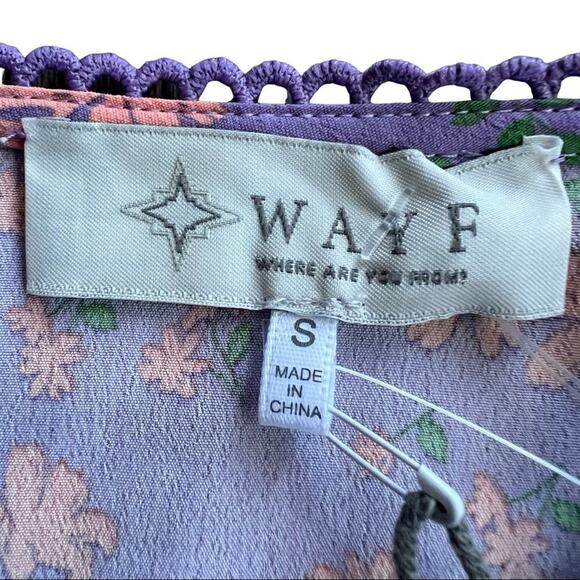 WAYF
WHERE ARE YOU FROM?
S
MADE
IN
CHINA